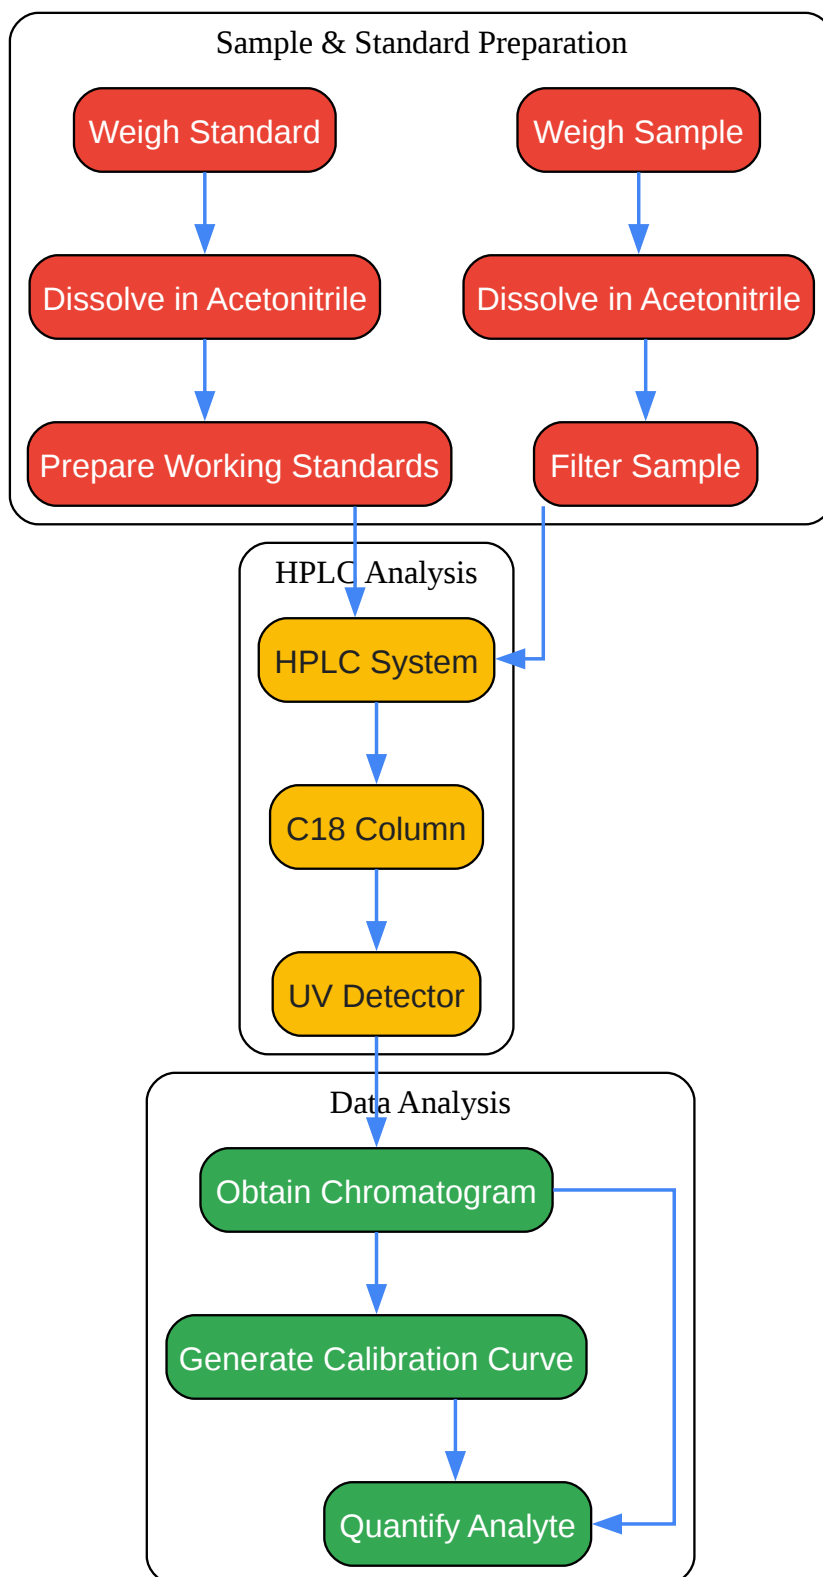 Sample & Standard Preparation
Weigh Standard
Weigh Sample
Dissolve in Acetonitrile
Dissolve in Acetonitrile
Prepare Working Standards
Filter Sample
HPLC Analysis
HPLC System
C18 Column
UV Detector
Data Analysis
Obtain Chromatogram
Generate Calibration Curve
Quantify Analyte